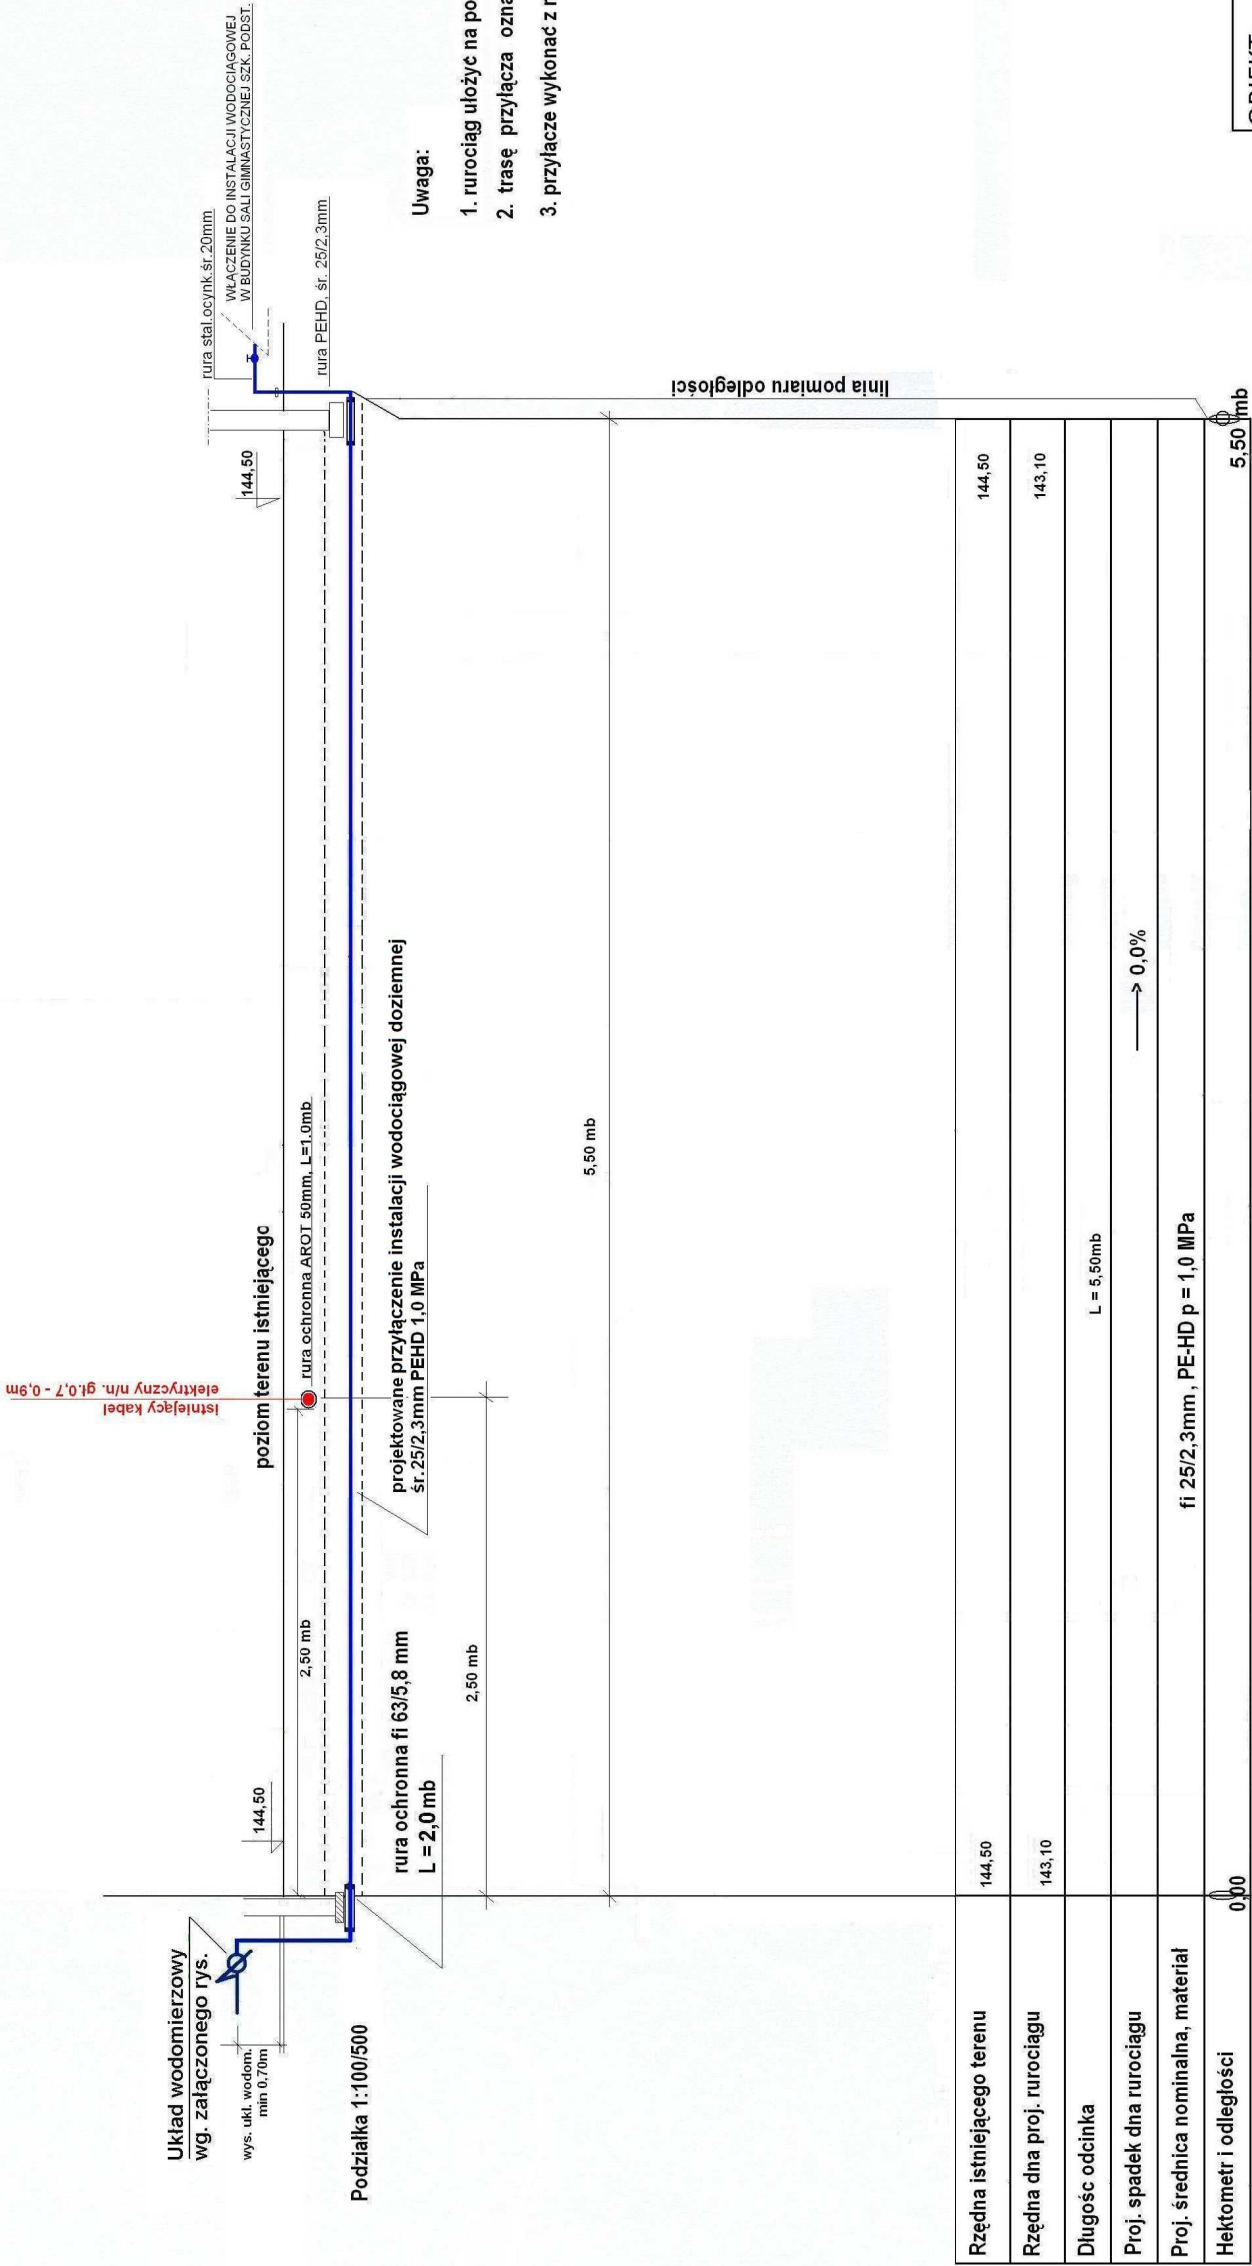 istniejący kabel
elektryczny n/n. gł.0,7 - 0,9m
Układ wodomierzowy
wg. załączonego rys.
wys. ukł. wodom.
min 0,70m
144,50
poziom terenu istniejącego
rura ochronna AROT 50mm, L=1.0mb
2,50 mb
144,50
rura stal.ocynk.śr.20mm
WŁĄCZENIE DO INSTALACJI WODOCIĄGOWEJ
W BUDYNKU SALI GIMNASTYCZNEJ SZK. PODST.
rura PEHD, śr. 25/2,3mm
Podziałka 1:100/500
rura ochronna fi 63/5,8 mm
L = 2,0 mb
projektowane przyłączenie instalacji wodociągowej doziemnej
śr.25/2,3mm PEHD 1,0 MPa
2,50 mb
5,50 mb
Uwaga:
1. rurociąg ułożyć na po
2. trasę przyłącza ozna
3. przyłącze wykonać z
linia pomiaru odległości
Rzędna istniejącego terenu
144,50
144,50
Rzędna dna proj. rurociągu
143,10
143,10
Długośc odcinka
L = 5,50mb
Proj. spadek dna rurociągu
0,0%
Proj. średnica nominalna, materiał
fi 25/2,3mm, PE-HD p = 1,0 MPa
Hektometr i odległości
0,00
5,50 mb